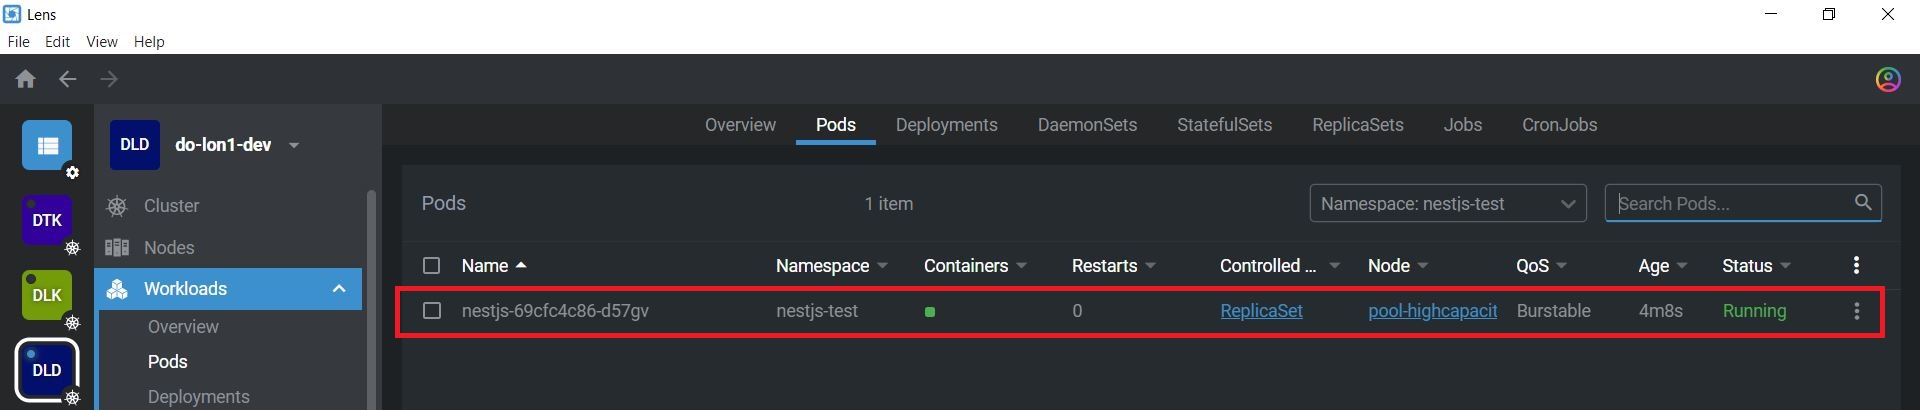 Lens
File Edit View Help
DTK
DLK
DLD
DLD do-lon1-dev
Cluster
Nodes
Workloads
Overview
Pods
Deployments
Overview Pods Deployments DaemonSets StatefulSets ReplicaSets Jobs CronJobs
Pods 1 item Namespace: nestjs-test Search Pods...
Name Namespace Containers Restarts Controlled ... Node QoS Age Status
nestjs-69cfc4c86-d57gv nestjs-test 0 ReplicaSet pool-highcapacit Burstable 4m8s Running